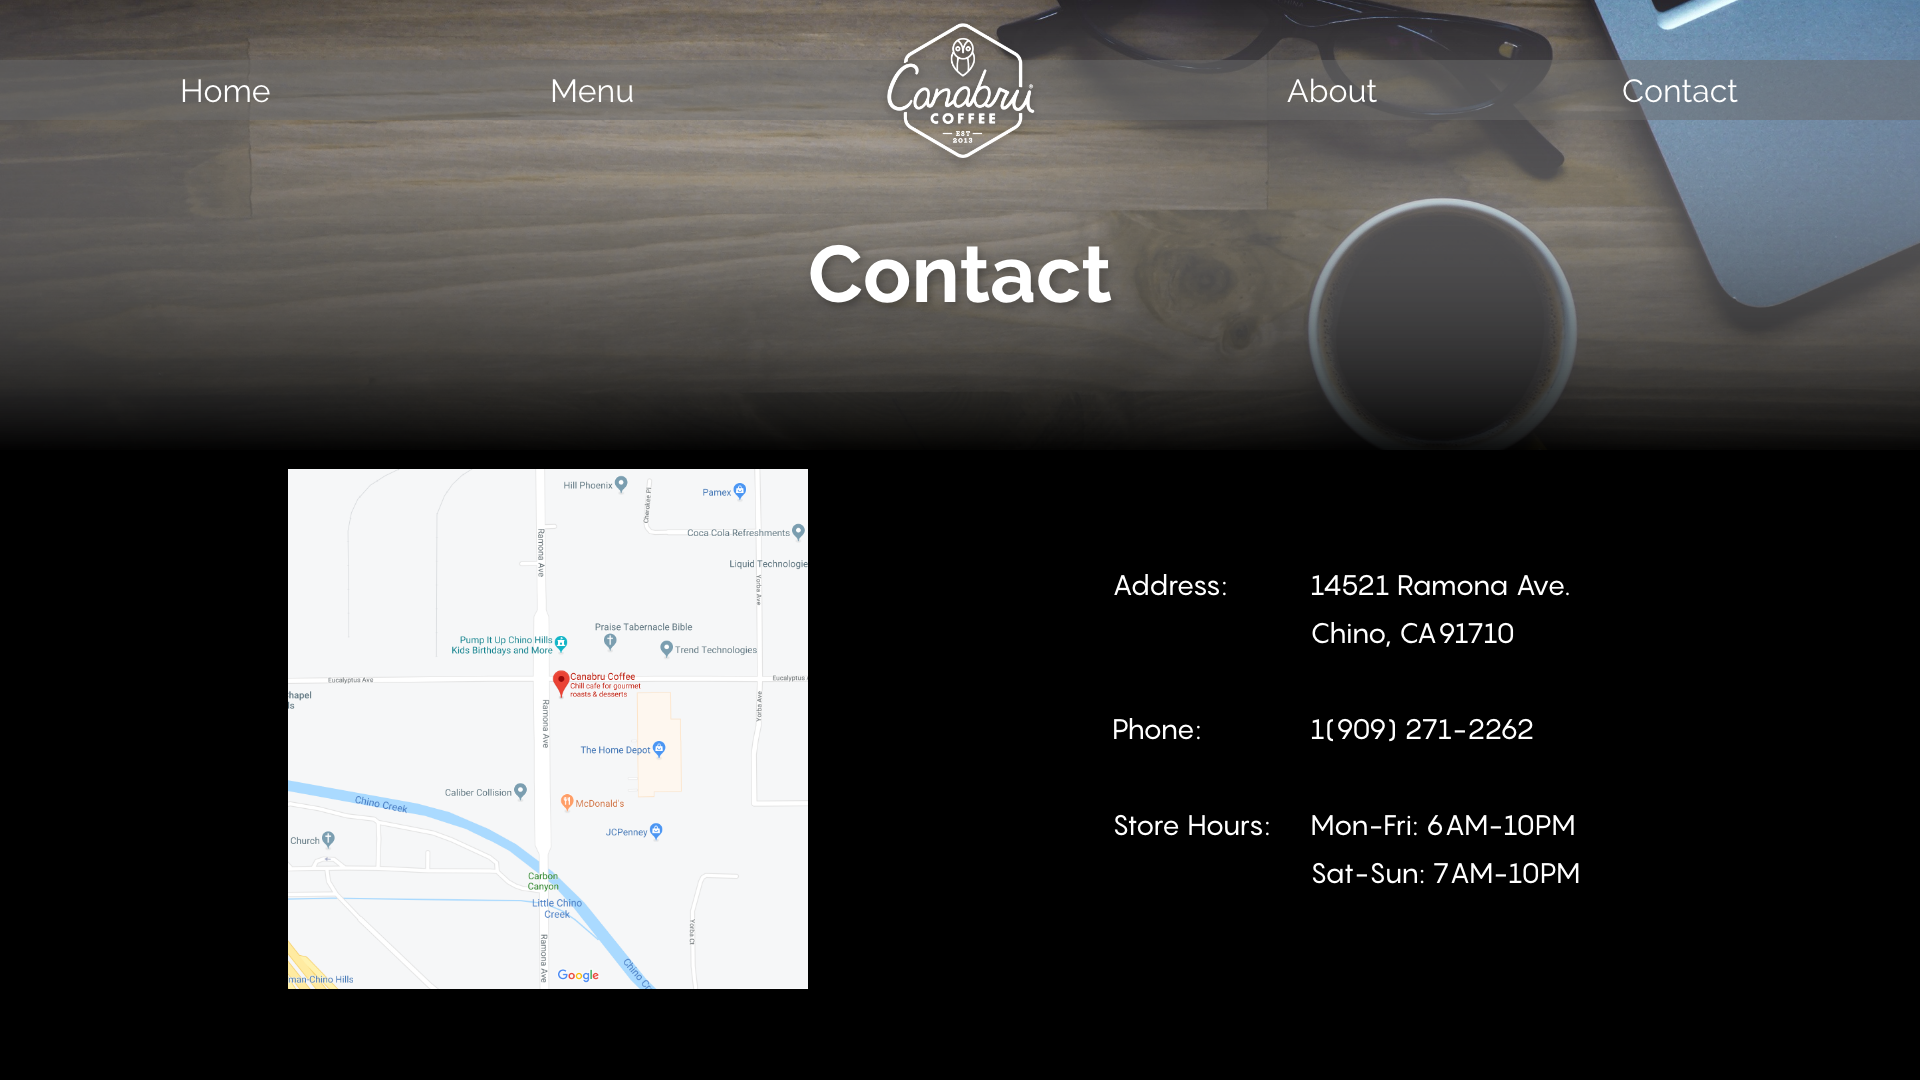 Home
Menu
Canabru
COFFEE
EST
2013
About
Contact
Contact
Hill Phoenix
Pamex
Cherokee Pl
Coca Cola Refreshments
Ramona Ave
Liquid Technologie
Yorba Ave
Praise Tabernacle Bible
Pump It Up Chino Hills
Kids Birthdays and More
Trend Technologies
Eucalyptus Ave
Canabru Coffee
Chill cafe for gourmet
roasts & desserts
Eucalyptus
hapel
ls
Ramona Ave
Yorba Ave
The Home Depot
Caliber Collision
McDonald's
Chino Creek
JCPenney
Church
Carbon
Canyon
Little Chino
Creek
Yorba Ct
Ramona Ave
Chino C
Google
man-Chino Hills
Address:
14521 Ramona Ave.
Chino, CA 91710
Phone:
1(909) 271-2262
Store Hours:
Mon-Fri: 6AM-10PM
Sat-Sun: 7AM-10PM